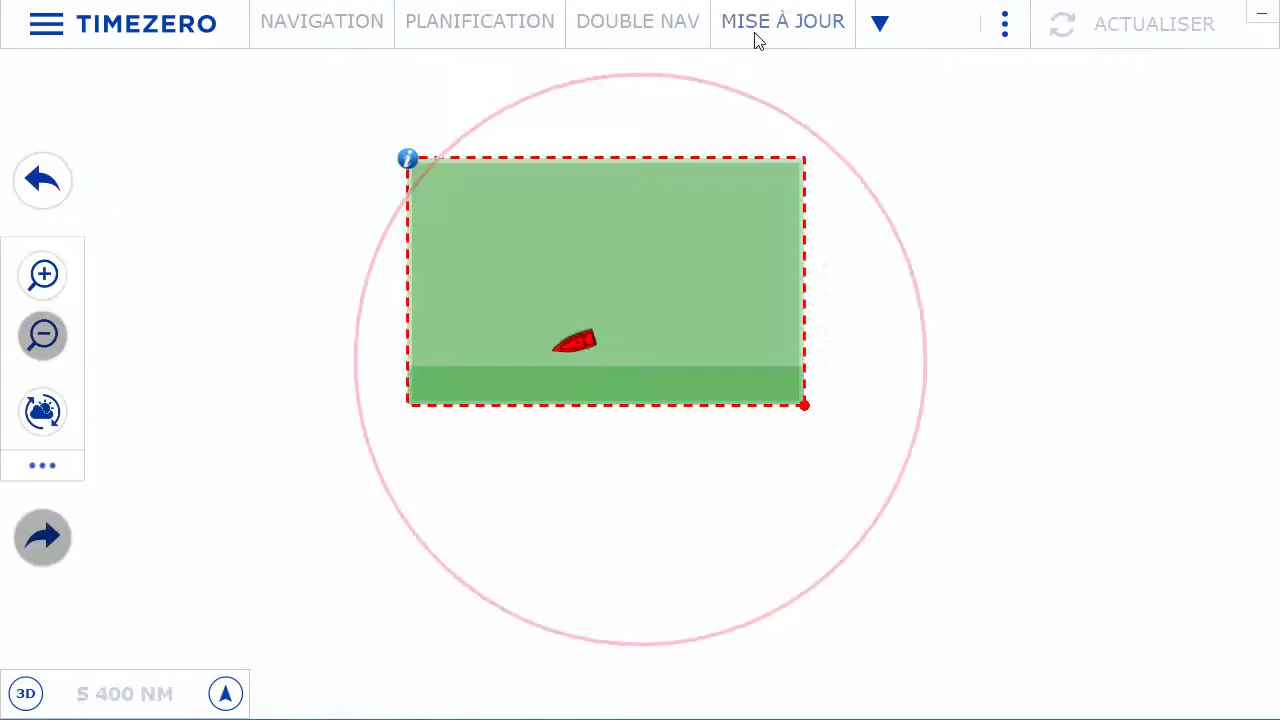 TIMEZERO
NAVIGATION
PLANIFICATION
DOUBLE NAV
MISE À JOUR
ACTUALISER
3D
5 400 NM